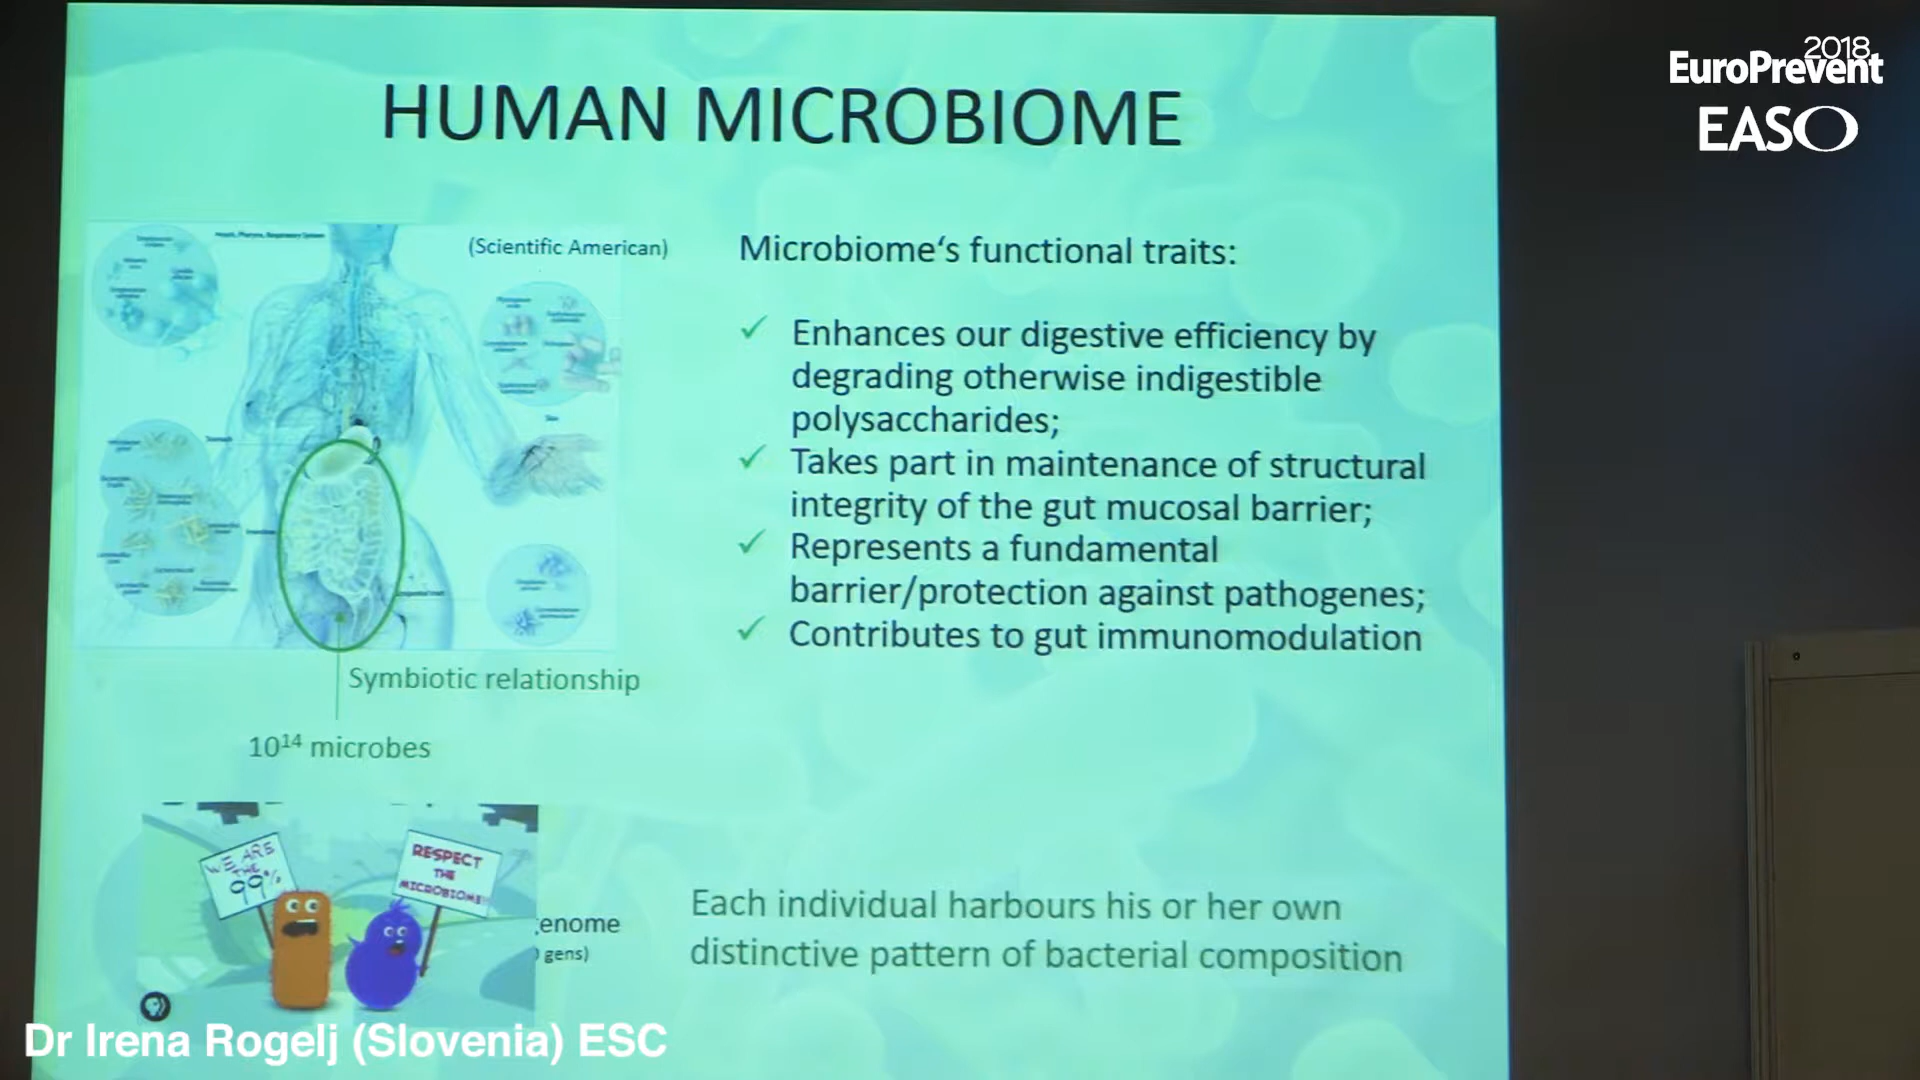 2018
EuroPrevent
EASO
HUMAN MICROBIOME
(Scientific American)
Microbiome‘s functional traits:
✓ Enhances our digestive efficiency by
degrading otherwise indigestible
polysaccharides;
✓ Takes part in maintenance of structural
integrity of the gut mucosal barrier;
✓ Represents a fundamental
barrier/protection against pathogenes;
✓ Contributes to gut immunomodulation
Symbiotic relationship
10¹⁴ microbes
WE ARE
THE
99%
RESPECT
THE
MICROBIOME!
enome
gens)
Each individual harbours his or her own
distinctive pattern of bacterial composition
Dr Irena Rogelj (Slovenia) ESC